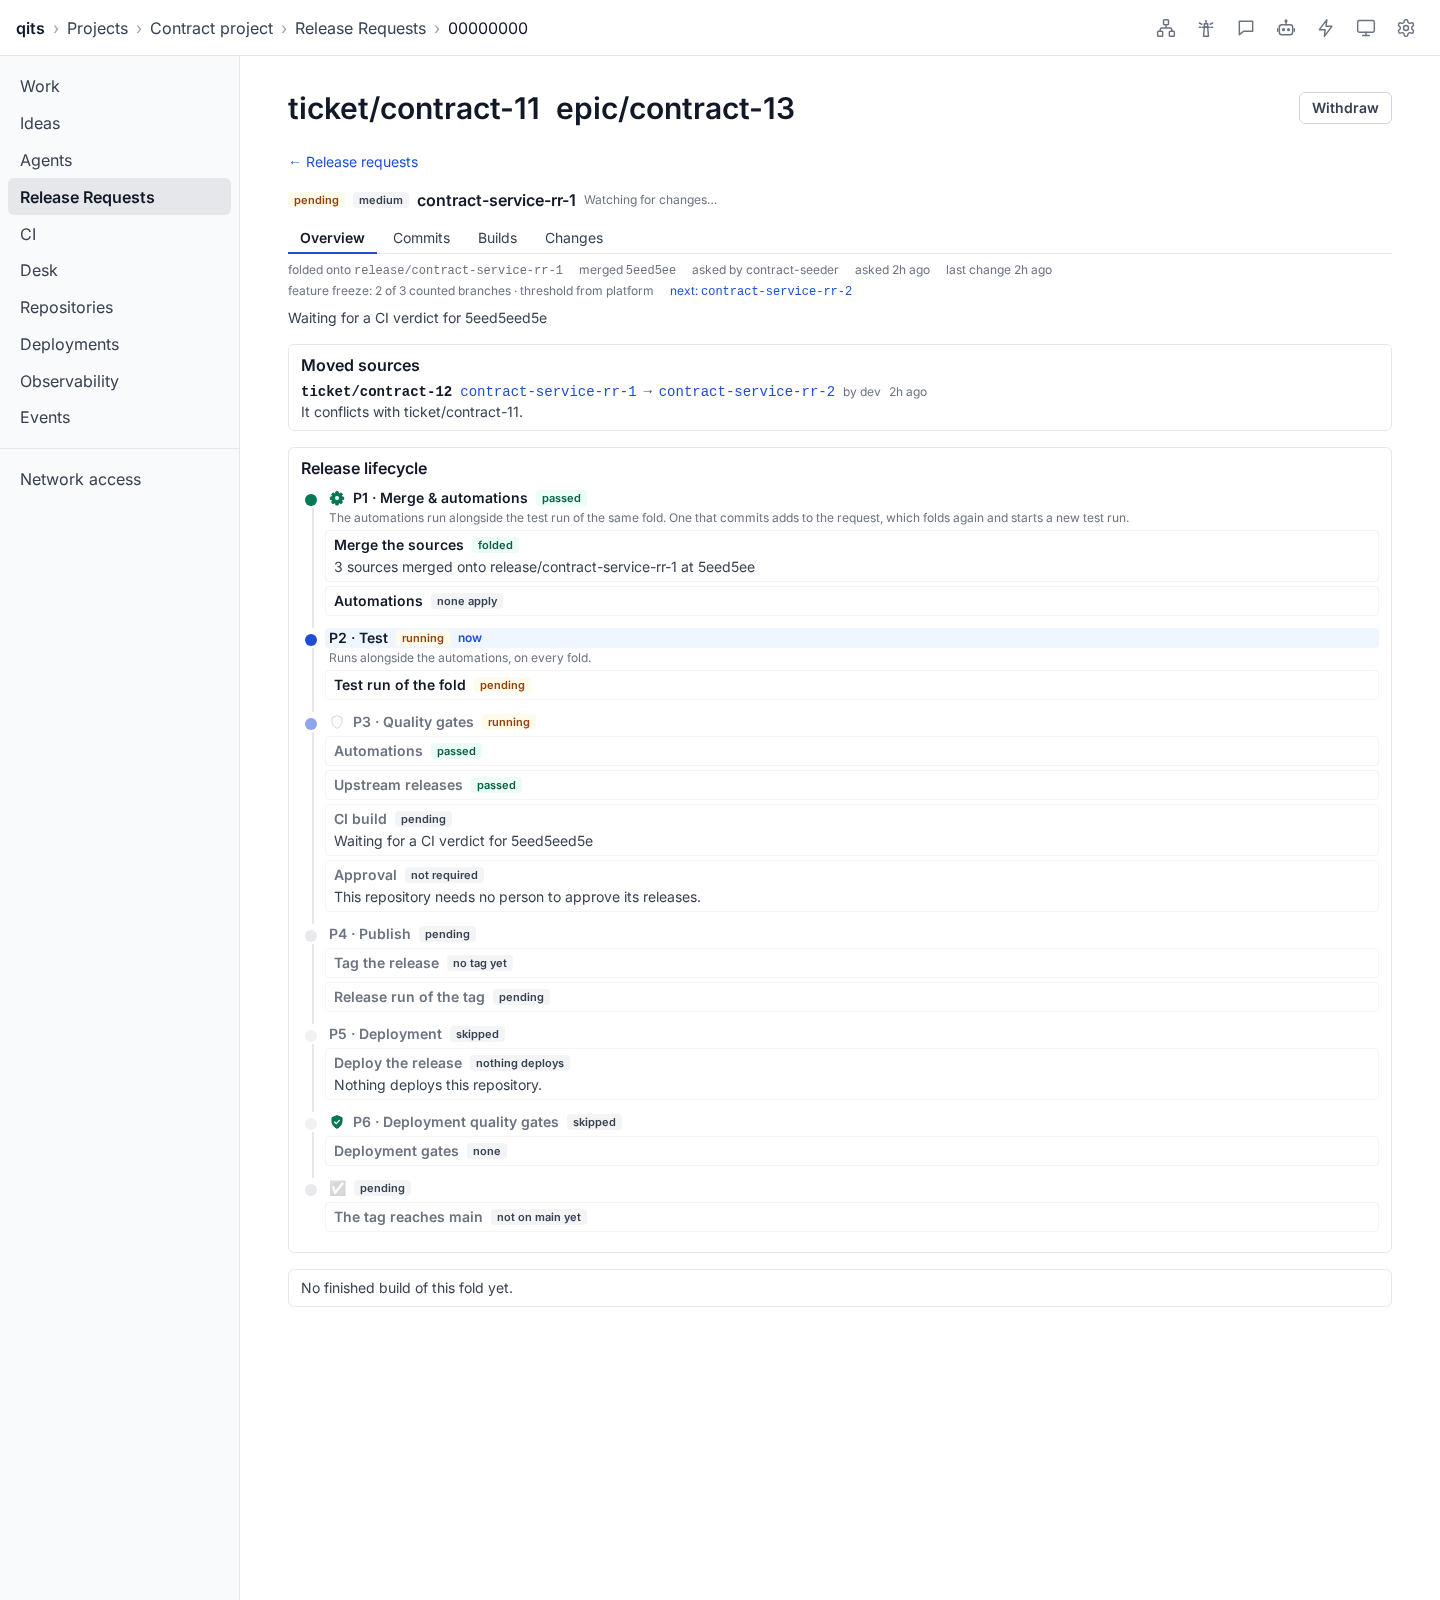 qits › Projects › Contract project › Release Requests › 00000000
Work
Ideas
Agents
Release Requests
CI
Desk
Repositories
Deployments
Observability
Events
Network access
ticket/contract-11 epic/contract-13
Withdraw
← Release requests
pending medium contract-service-rr-1 Watching for changes...
Overview Commits Builds Changes
folded onto release/contract-service-rr-1 merged 5eed5ee asked by contract-seeder asked 2h ago last change 2h ago
feature freeze: 2 of 3 counted branches · threshold from platform next: contract-service-rr-2
Waiting for a CI verdict for 5eed5eed5e
Moved sources
ticket/contract-12 contract-service-rr-1 → contract-service-rr-2 by dev 2h ago
It conflicts with ticket/contract-11.
Release lifecycle
P1 · Merge & automations passed
The automations run alongside the test run of the same fold. One that commits adds to the request, which folds again and starts a new test run.
Merge the sources folded
3 sources merged onto release/contract-service-rr-1 at 5eed5ee
Automations none apply
P2 · Test running now
Runs alongside the automations, on every fold.
Test run of the fold pending
P3 · Quality gates running
Automations passed
Upstream releases passed
CI build pending
Waiting for a CI verdict for 5eed5eed5e
Approval not required
This repository needs no person to approve its releases.
P4 · Publish pending
Tag the release no tag yet
Release run of the tag pending
P5 · Deployment skipped
Deploy the release nothing deploys
Nothing deploys this repository.
P6 · Deployment quality gates skipped
Deployment gates none
pending
The tag reaches main not on main yet
No finished build of this fold yet.